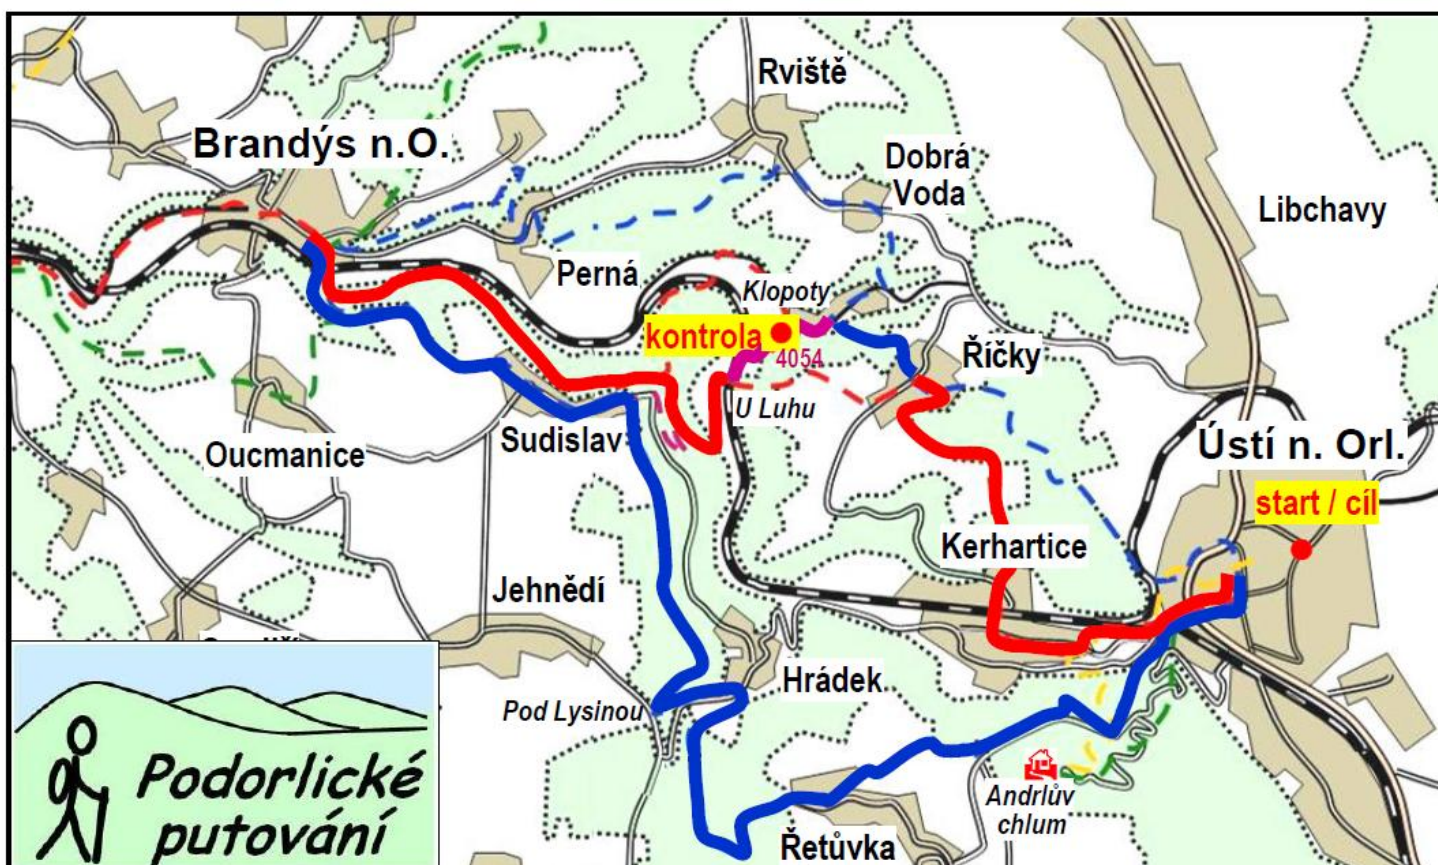 Rviště
Brandýs n.O.
Dobrá
Voda
Libchavy
Perná
Klopoty
kontrola
4054
Říčky
U Luhu
Sudislav
Oucmanice
Ústí n. Orl.
start / cíl
Kerhartice
Jehnědí
Hrádek
Pod Lysinou
Andrlův
chlum
Řetůvka
Podorlické
putování